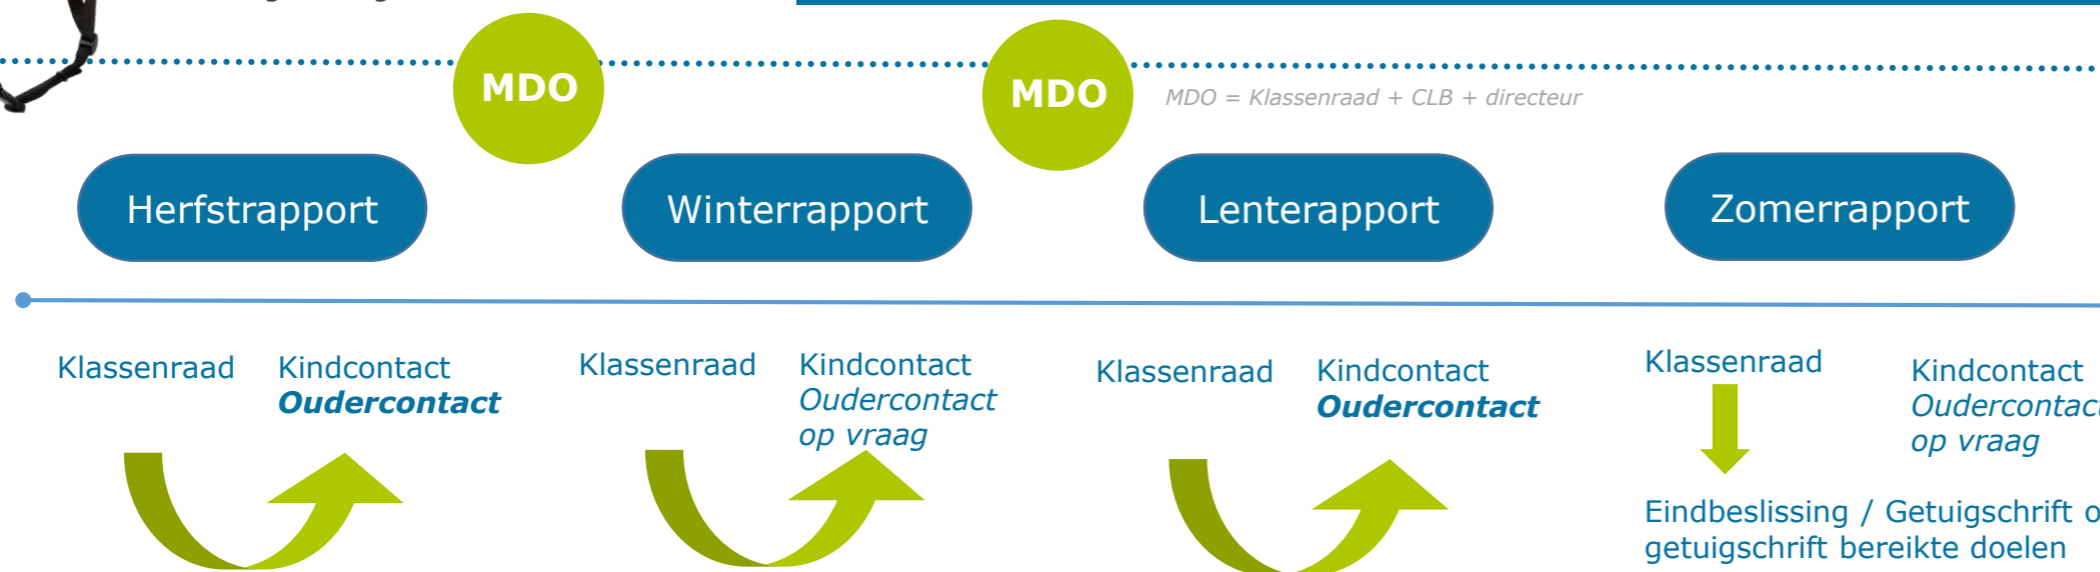 MDO
MDO
MDO = Klassenraad + CLB + directeur
Herfstrapport
Winterrapport
Lenterapport
Zomerrapport
Klassenraad
Kindcontact
Oudercontact
Klassenraad
Kindcontact
Oudercontact
op vraag
Klassenraad
Kindcontact
Oudercontact
Klassenraad
Kindcontact
Oudercontact
op vraag
Eindbeslissing / Getuigschrift
getuigschrift bereikte doelen